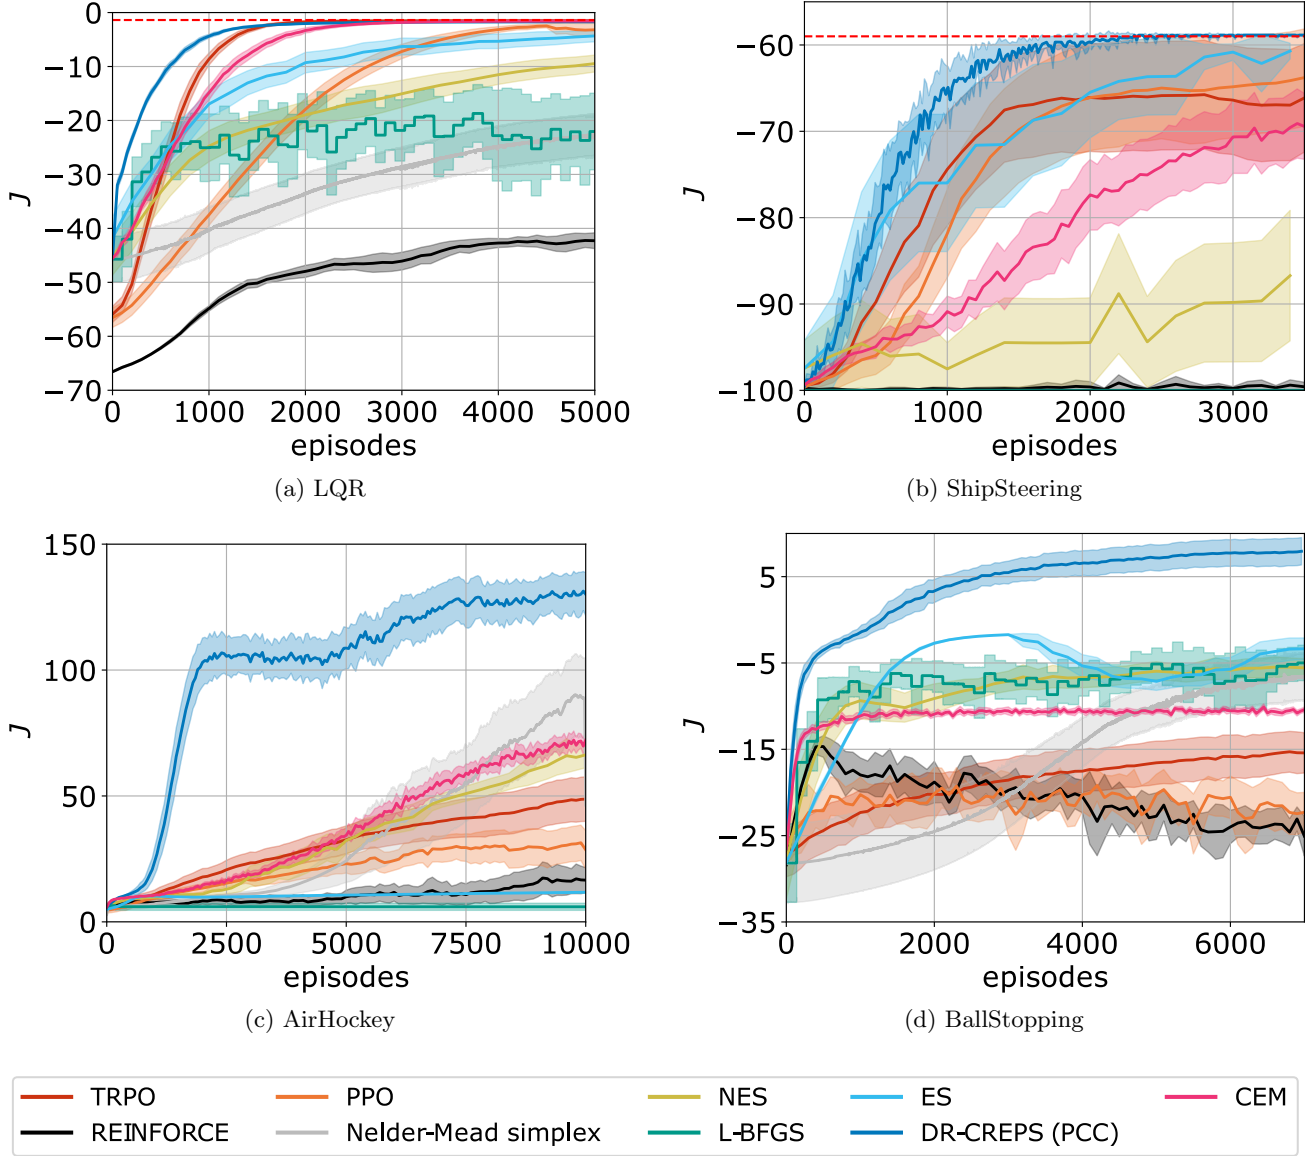 0
−10
−20
−30
−40
−50
−60
−70
J
0 1000 2000 3000 4000 5000
episodes
(a) LQR
−60
−70
−80
−90
−100
J
0 1000 2000 3000
episodes
(b) ShipSteering
150
100
50
0
J
0 2500 5000 7500 10000
episodes
(c) AirHockey
5
−5
−15
−25
−35
J
0 2000 4000 6000
episodes
(d) BallStopping
TRPO PPO NES ES CEM
REINFORCE Nelder-Mead simplex L-BFGS DR-CREPS (PCC)